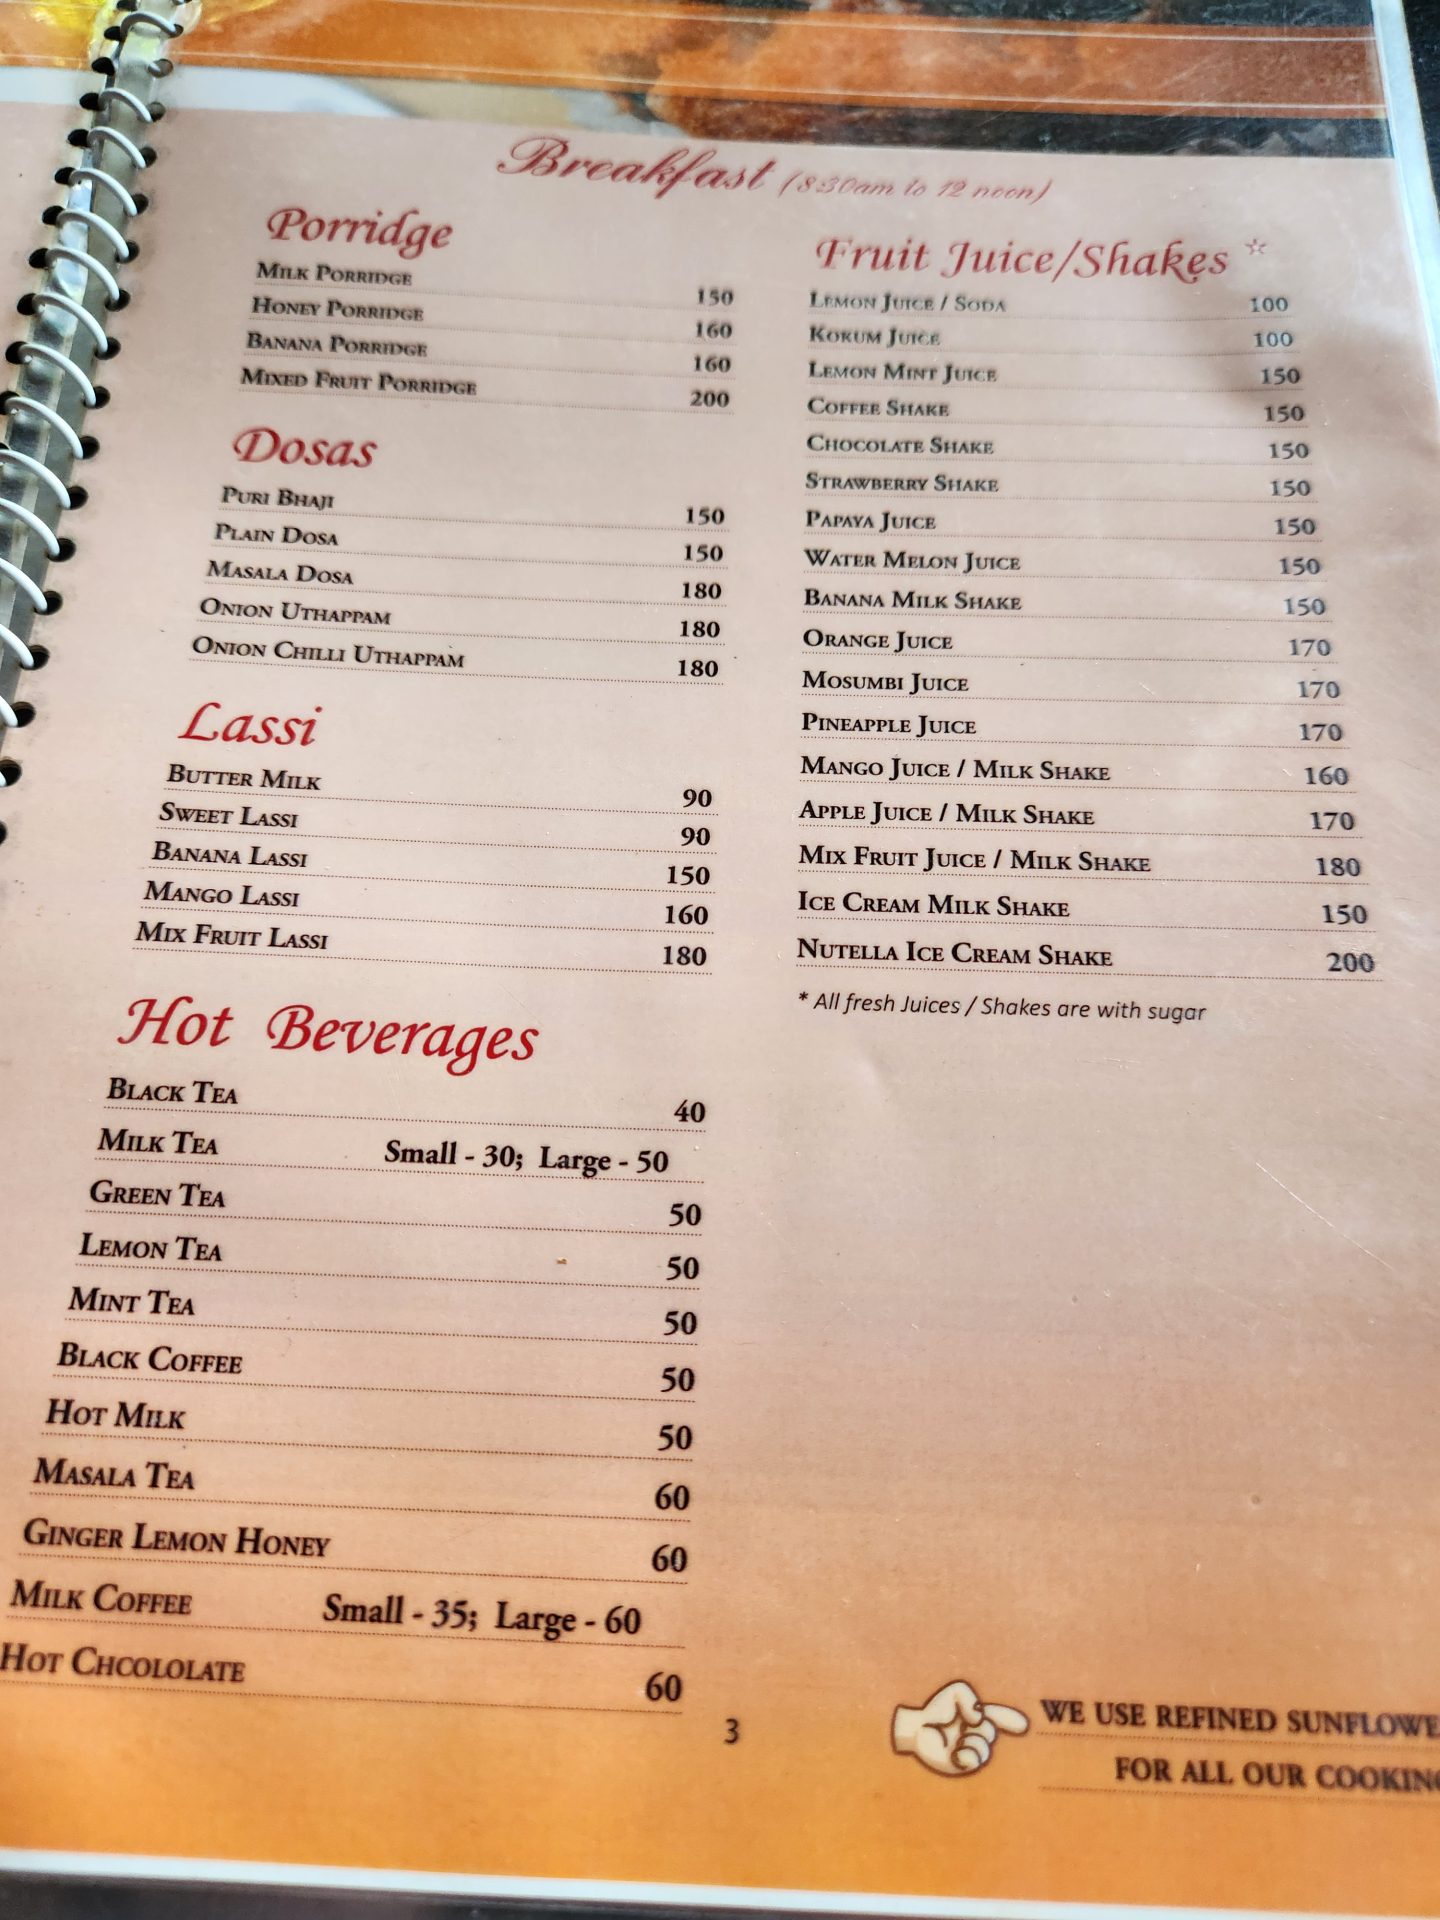 Breakfast (8:30am to 12 noon)
Porridge
Milk Porridge 150
Honey Porridge 160
Banana Porridge 160
Mixed Fruit Porridge 200
Dosas
Puri Bhaji 150
Plain Dosa 150
Masala Dosa 180
Onion Uthappam 180
Onion Chilli Uthappam 180
Lassi
Butter Milk 90
Sweet Lassi 90
Banana Lassi 150
Mango Lassi 160
Mix Fruit Lassi 180
Hot Beverages
Black Tea 40
Milk Tea Small - 30; Large - 50
Green Tea 50
Lemon Tea 50
Mint Tea 50
Black Coffee 50
Hot Milk 50
Masala Tea 60
Ginger Lemon Honey 60
Milk Coffee Small - 35; Large - 60
Hot Chcololate 60
Fruit Juice/Shakes *
Lemon Juice / Soda 100
Kokum Juice 100
Lemon Mint Juice 150
Coffee Shake 150
Chocolate Shake 150
Strawberry Shake 150
Papaya Juice 150
Water Melon Juice 150
Banana Milk Shake 150
Orange Juice 170
Mosumbi Juice 170
Pineapple Juice 170
Mango Juice / Milk Shake 160
Apple Juice / Milk Shake 170
Mix Fruit Juice / Milk Shake 180
Ice Cream Milk Shake 150
Nutella Ice Cream Shake 200
* All fresh Juices / Shakes are with sugar
WE USE REFINED SUNFLOWE
FOR ALL OUR COOKING
3